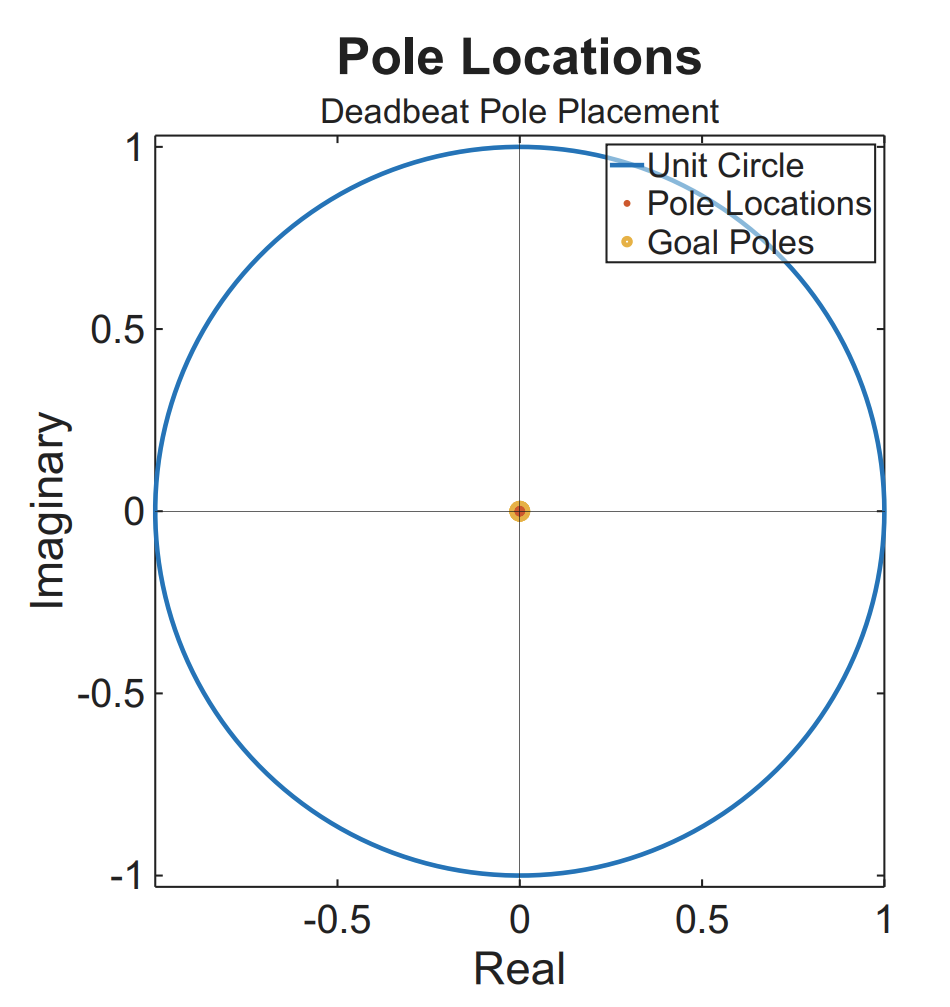 Pole Locations
Deadbeat Pole Placement
Unit Circle
Pole Locations
Goal Poles
1
0.5
0
-0.5
-1
Imaginary
-0.5
0
0.5
1
Real